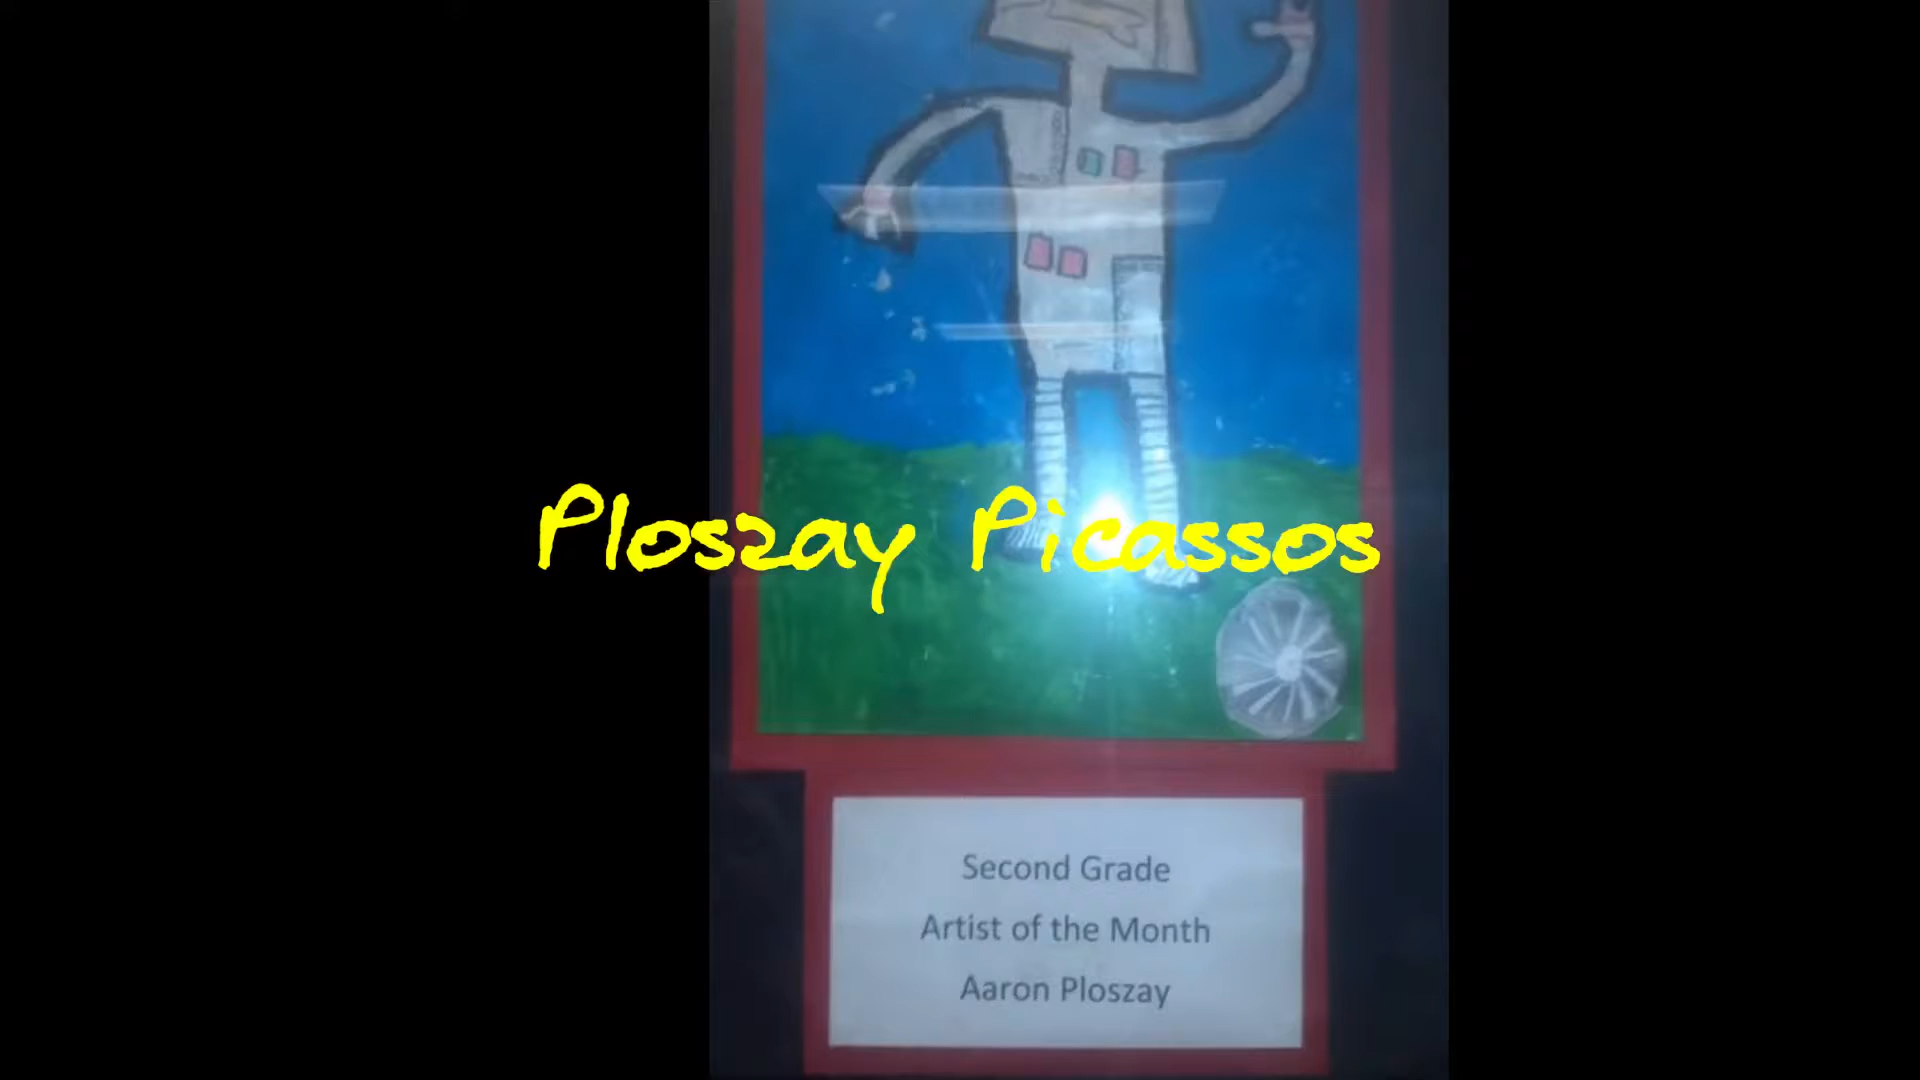 Ploszay Picassos
Second Grade
Artist of the Month
Aaron Ploszay